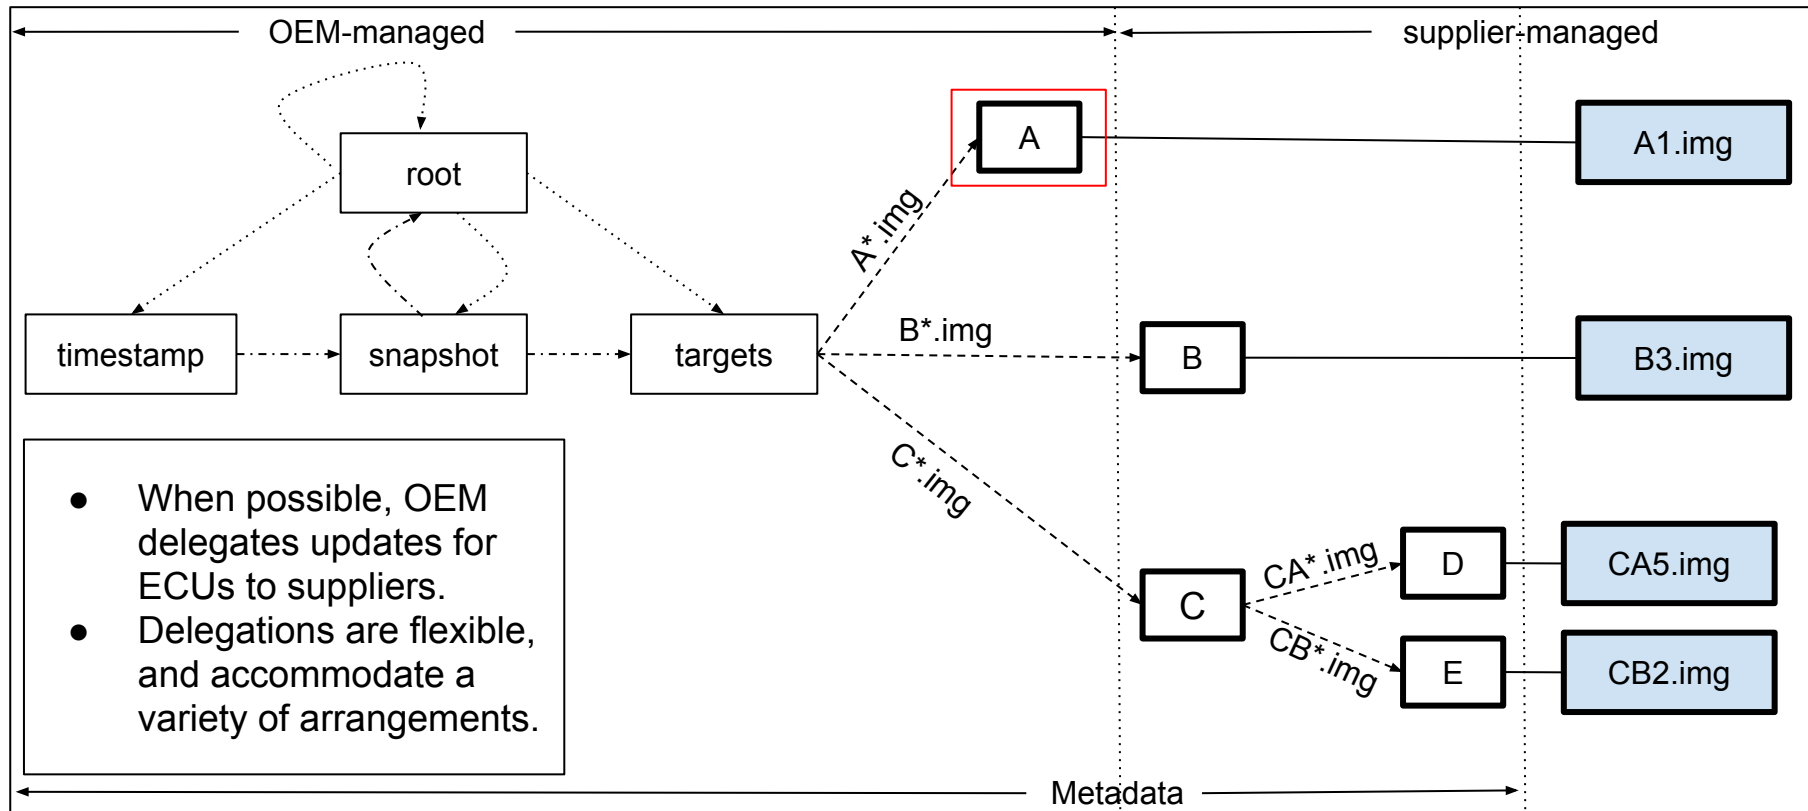 OEM-managed
supplier-managed
root
A
A1.img
A*.img
timestamp
snapshot
targets
B*.img
B
B3.img
C*.img
● When possible, OEM
delegates updates for
ECUs to suppliers.
● Delegations are flexible,
and accommodate a
variety of arrangements.
C
CA*.img
D
CA5.img
CB*.img
E
CB2.img
Metadata